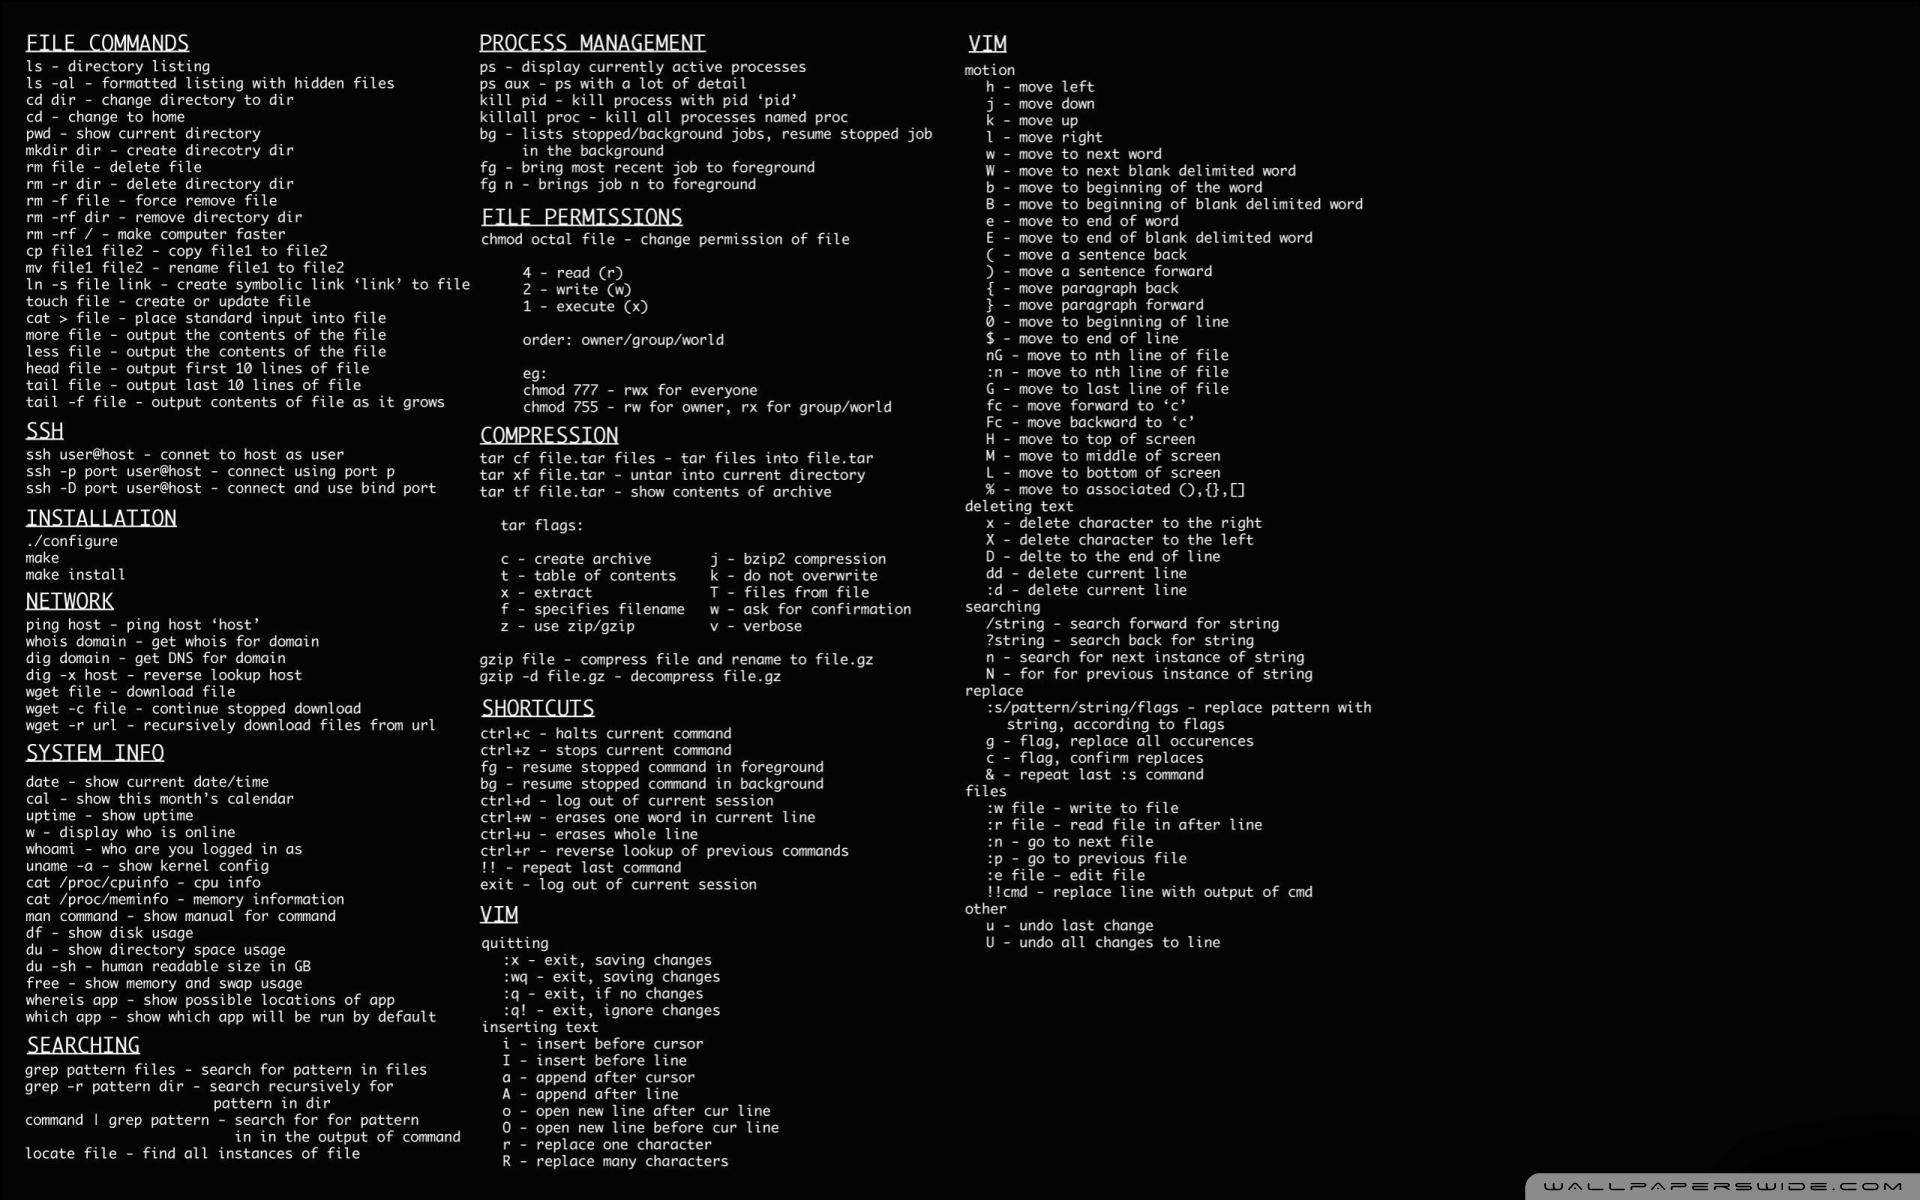 FILE COMMANDS
ls - directory listing
ls -al - formatted listing with hidden files
cd dir - change directory to dir
cd - change to home
pwd - show current directory
mkdir dir - create direcotry dir
rm file - delete file
rm -r dir - delete directory dir
rm -f file - force remove file
rm -rf dir - remove directory dir
rm -rf / - make computer faster
cp file1 file2 - copy file1 to file2
mv file1 file2 - rename file1 to file2
ln -s file link - create symbolic link ‘link’ to file
touch file - create or update file
cat > file - place standard input into file
more file - output the contents of the file
less file - output the contents of the file
head file - output first 10 lines of file
tail file - output last 10 lines of file
tail -f file - output contents of file as it grows
SSH
ssh user@host - connet to host as user
ssh -p port user@host - connect using port p
ssh -D port user@host - connect and use bind port
INSTALLATION
./configure
make
make install
NETWORK
ping host - ping host ‘host’
whois domain - get whois for domain
dig domain - get DNS for domain
dig -x host - reverse lookup host
wget file - download file
wget -c file - continue stopped download
wget -r url - recursively download files from url
SYSTEM INFO
date - show current date/time
cal - show this month’s calendar
uptime - show uptime
w - display who is online
whoami - who are you logged in as
uname -a - show kernel config
cat /proc/cpuinfo - cpu info
cat /proc/meminfo - memory information
man command - show manual for command
df - show disk usage
du - show directory space usage
du -sh - human readable size in GB
free - show memory and swap usage
whereis app - show possible locations of app
which app - show which app will be run by default
SEARCHING
grep pattern files - search for pattern in files
grep -r pattern dir - search recursively for
pattern in dir
command | grep pattern - search for for pattern
in in the output of command
locate file - find all instances of file
PROCESS MANAGEMENT
ps - display currently active processes
ps aux - ps with a lot of detail
kill pid - kill process with pid ‘pid’
killall proc - kill all processes named proc
bg - lists stopped/background jobs, resume stopped job
in the background
fg - bring most recent job to foreground
fg n - brings job n to foreground
FILE PERMISSIONS
chmod octal file - change permission of file
4 - read (r)
2 - write (w)
1 - execute (x)
order: owner/group/world
eg:
chmod 777 - rwx for everyone
chmod 755 - rw for owner, rx for group/world
COMPRESSION
tar cf file.tar files - tar files into file.tar
tar xf file.tar - untar into current directory
tar tf file.tar - show contents of archive
tar flags:
c - create archive j - bzip2 compression
t - table of contents k - do not overwrite
x - extract T - files from file
f - specifies filename w - ask for confirmation
z - use zip/gzip v - verbose
gzip file - compress file and rename to file.gz
gzip -d file.gz - decompress file.gz
SHORTCUTS
ctrl+c - halts current command
ctrl+z - stops current command
fg - resume stopped command in foreground
bg - resume stopped command in background
ctrl+d - log out of current session
ctrl+w - erases one word in current line
ctrl+u - erases whole line
ctrl+r - reverse lookup of previous commands
!! - repeat last command
exit - log out of current session
VIM
quitting
:x - exit, saving changes
:wq - exit, saving changes
:q - exit, if no changes
:q! - exit, ignore changes
inserting text
i - insert before cursor
I - insert before line
a - append after cursor
A - append after line
o - open new line after cur line
O - open new line before cur line
r - replace one character
R - replace many characters
VIM
motion
h - move left
j - move down
k - move up
l - move right
w - move to next word
W - move to next blank delimited word
b - move to beginning of the word
B - move to beginning of blank delimited word
e - move to end of word
E - move to end of blank delimited word
( - move a sentence back
) - move a sentence forward
{ - move paragraph back
} - move paragraph forward
0 - move to beginning of line
$ - move to end of line
nG - move to nth line of file
:n - move to nth line of file
G - move to last line of file
fc - move forward to ‘c’
Fc - move backward to ‘c’
H - move to top of screen
M - move to middle of screen
L - move to bottom of screen
% - move to associated (),{},[]
deleting text
x - delete character to the right
X - delete character to the left
D - delte to the end of line
dd - delete current line
:d - delete current line
searching
/string - search forward for string
?string - search back for string
n - search for next instance of string
N - for for previous instance of string
replace
:s/pattern/string/flags - replace pattern with
string, according to flags
g - flag, replace all occurences
c - flag, confirm replaces
& - repeat last :s command
files
:w file - write to file
:r file - read file in after line
:n - go to next file
:p - go to previous file
:e file - edit file
!!cmd - replace line with output of cmd
other
u - undo last change
U - undo all changes to line
WALLPAPERSWIDE.COM